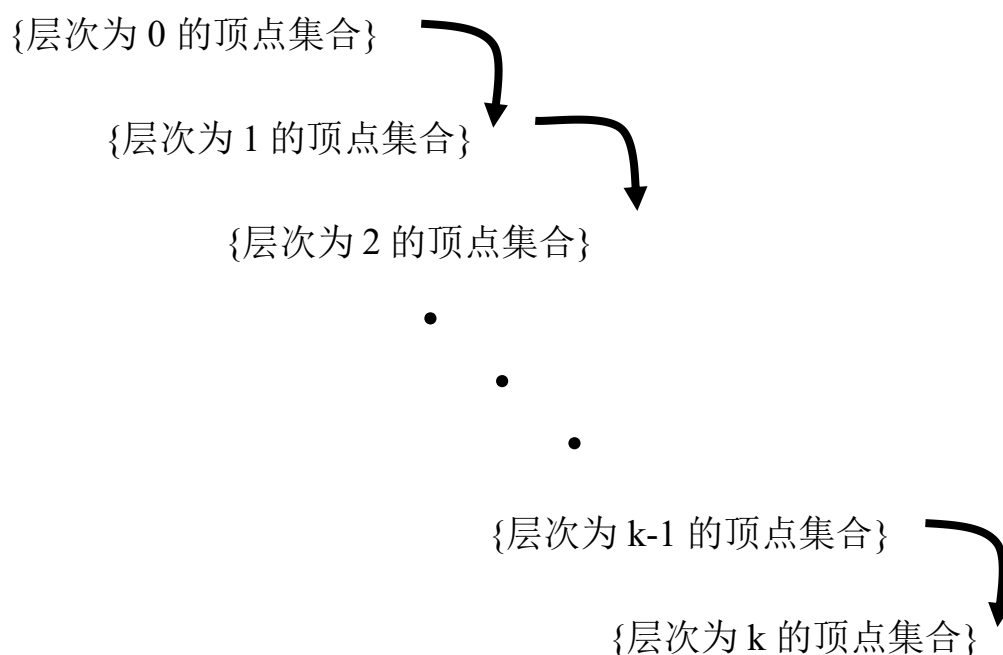 {层次为 0 的顶点集合}
{层次为 1 的顶点集合}
{层次为 2 的顶点集合}
{层次为 k-1 的顶点集合}
{层次为 k 的顶点集合}